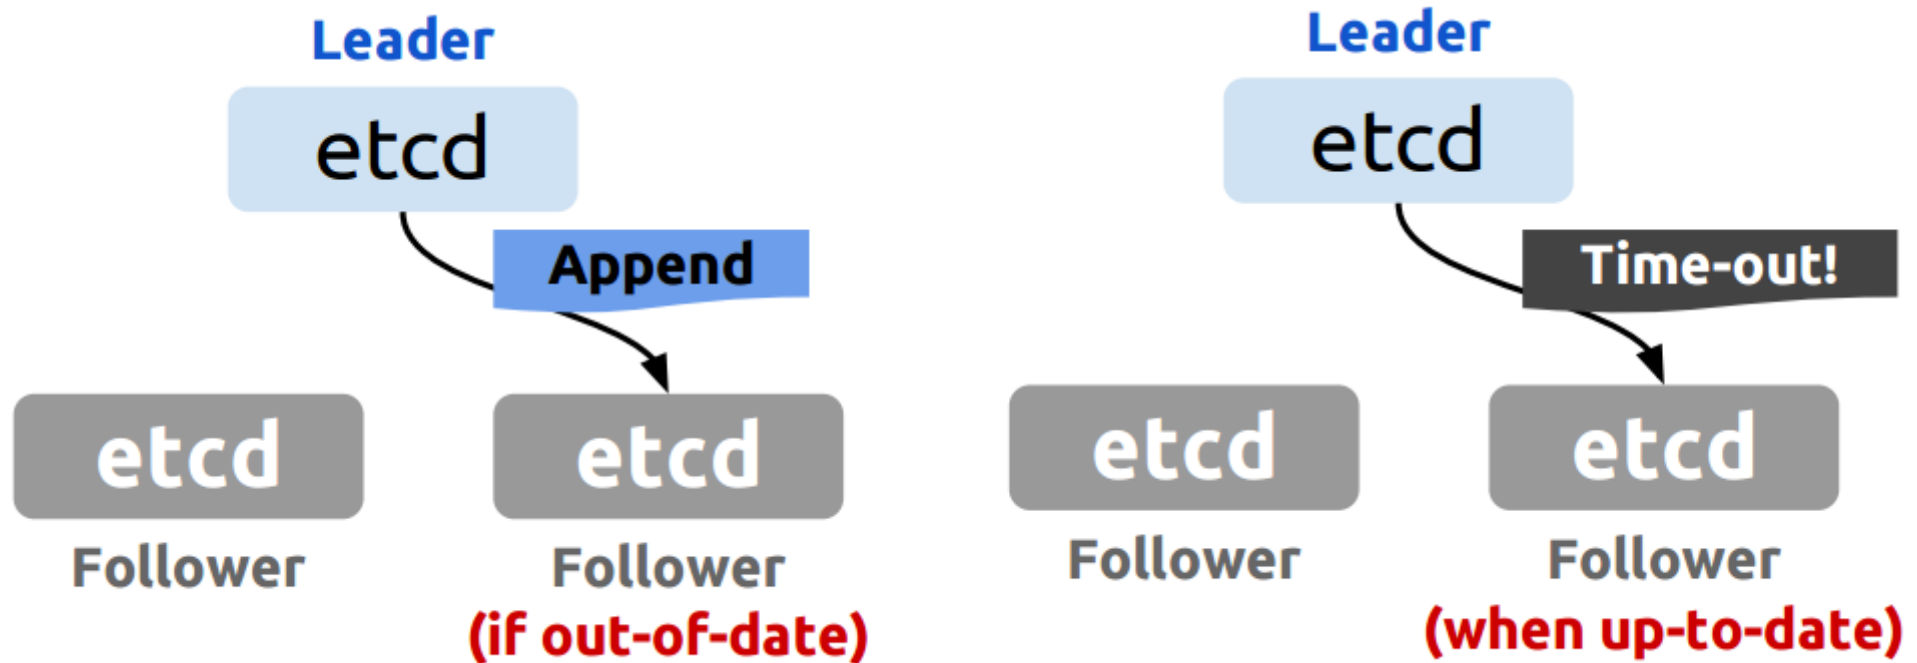 Leader
etcd
Append
etcd
etcd
Follower
Follower
(if out-of-date)
Leader
etcd
Time-out!
etcd
etcd
Follower
Follower
(when up-to-date)